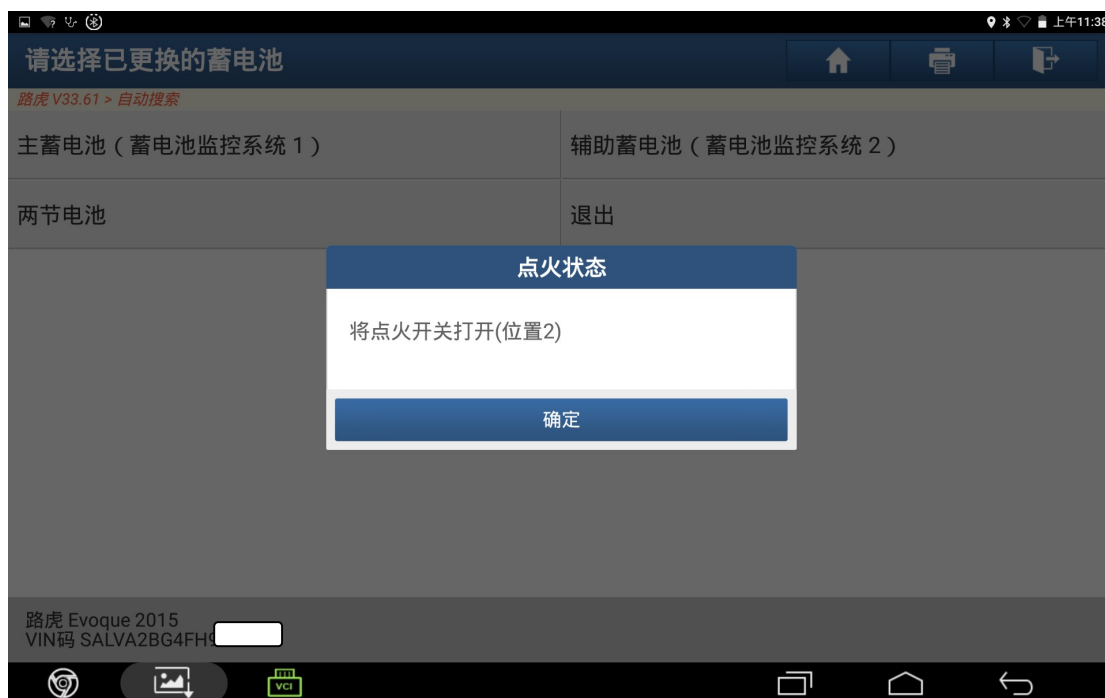 上午11:38
请选择已更换的蓄电池
路虎 V33.61 > 自动搜索
主蓄电池（蓄电池监控系统 1）
辅助蓄电池（蓄电池监控系统 2）
两节电池
退出
点火状态
将点火开关打开(位置2)
确定
路虎 Evoque 2015
VIN码 SALVA2BG4FH9
VCI